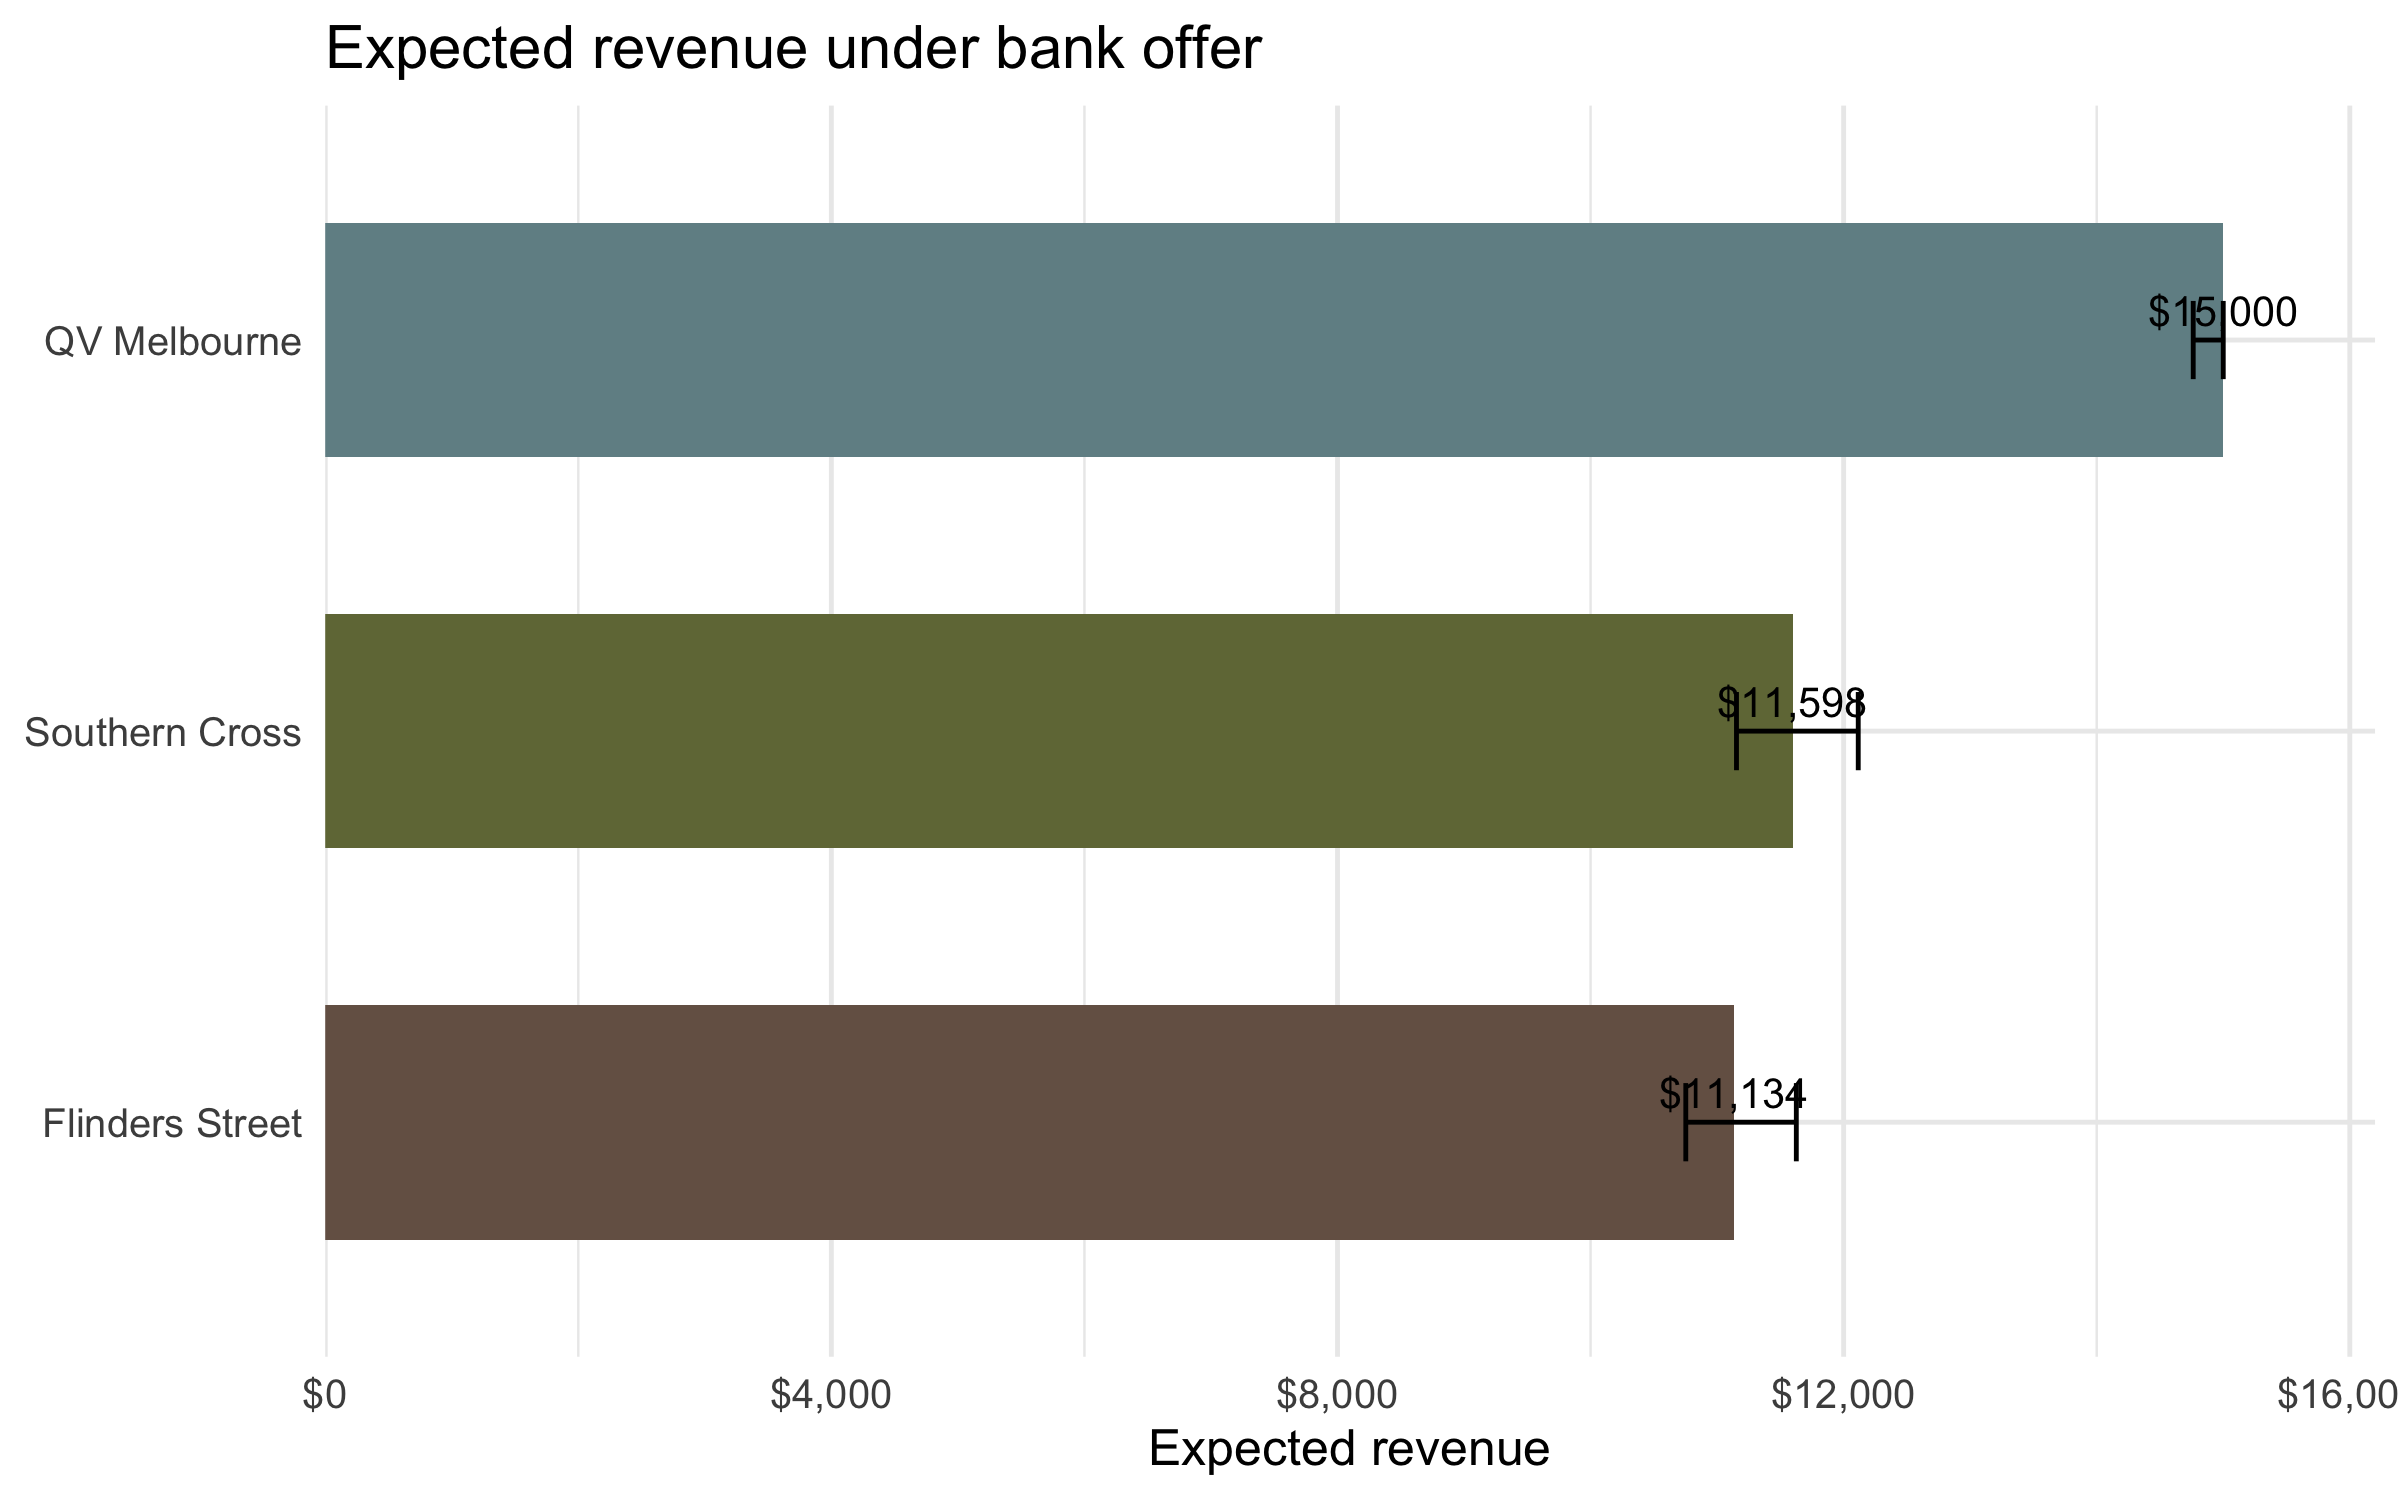 Expected revenue under bank offer
QV Melbourne
$15,000
Southern Cross
$11,598
Flinders Street
$11,134
$0 $4,000 $8,000 $12,000 $16,00
Expected revenue